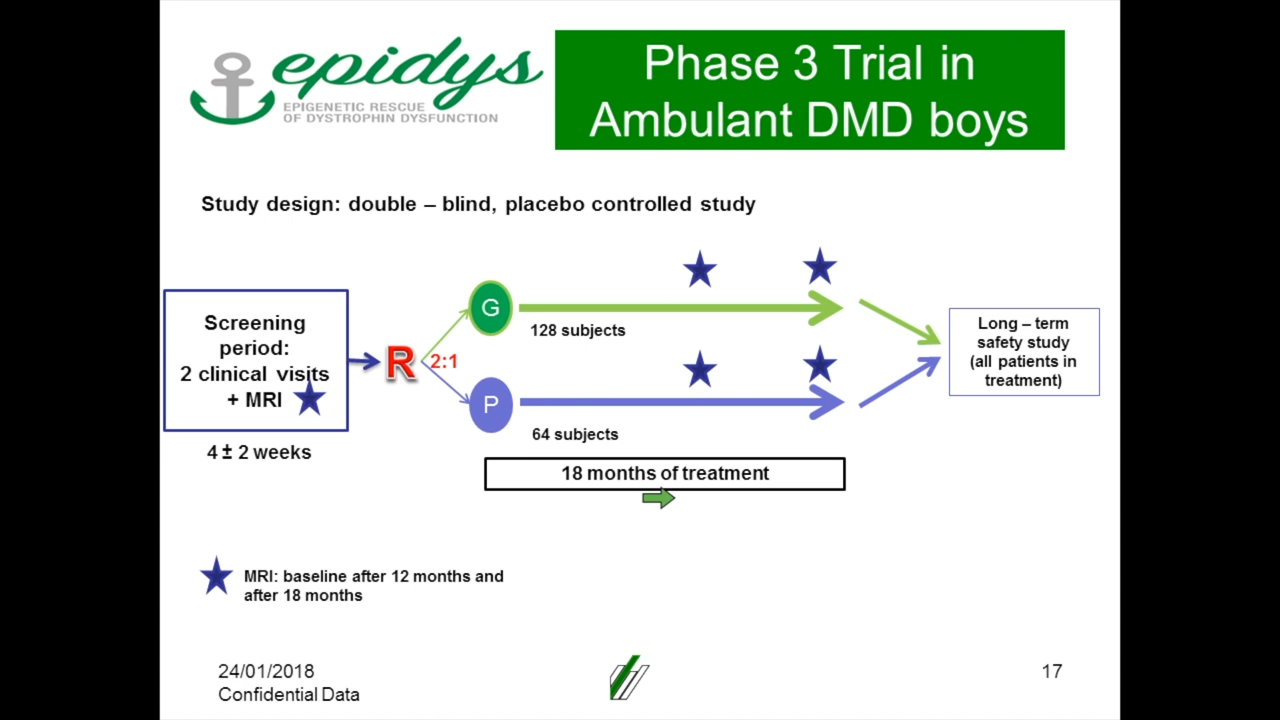 epidys
EPIGENETIC RESCUE
OF DYSTROPHIN DYSFUNCTION
Phase 3 Trial in
Ambulant DMD boys
Study design: double – blind, placebo controlled study
Screening
period:
2 clinical visits
+ MRI
4 ± 2 weeks
R
2:1
G
128 subjects
P
64 subjects
18 months of treatment
Long – term
safety study
(all patients in
treatment)
MRI: baseline after 12 months and
after 18 months
24/01/2018
Confidential Data
17